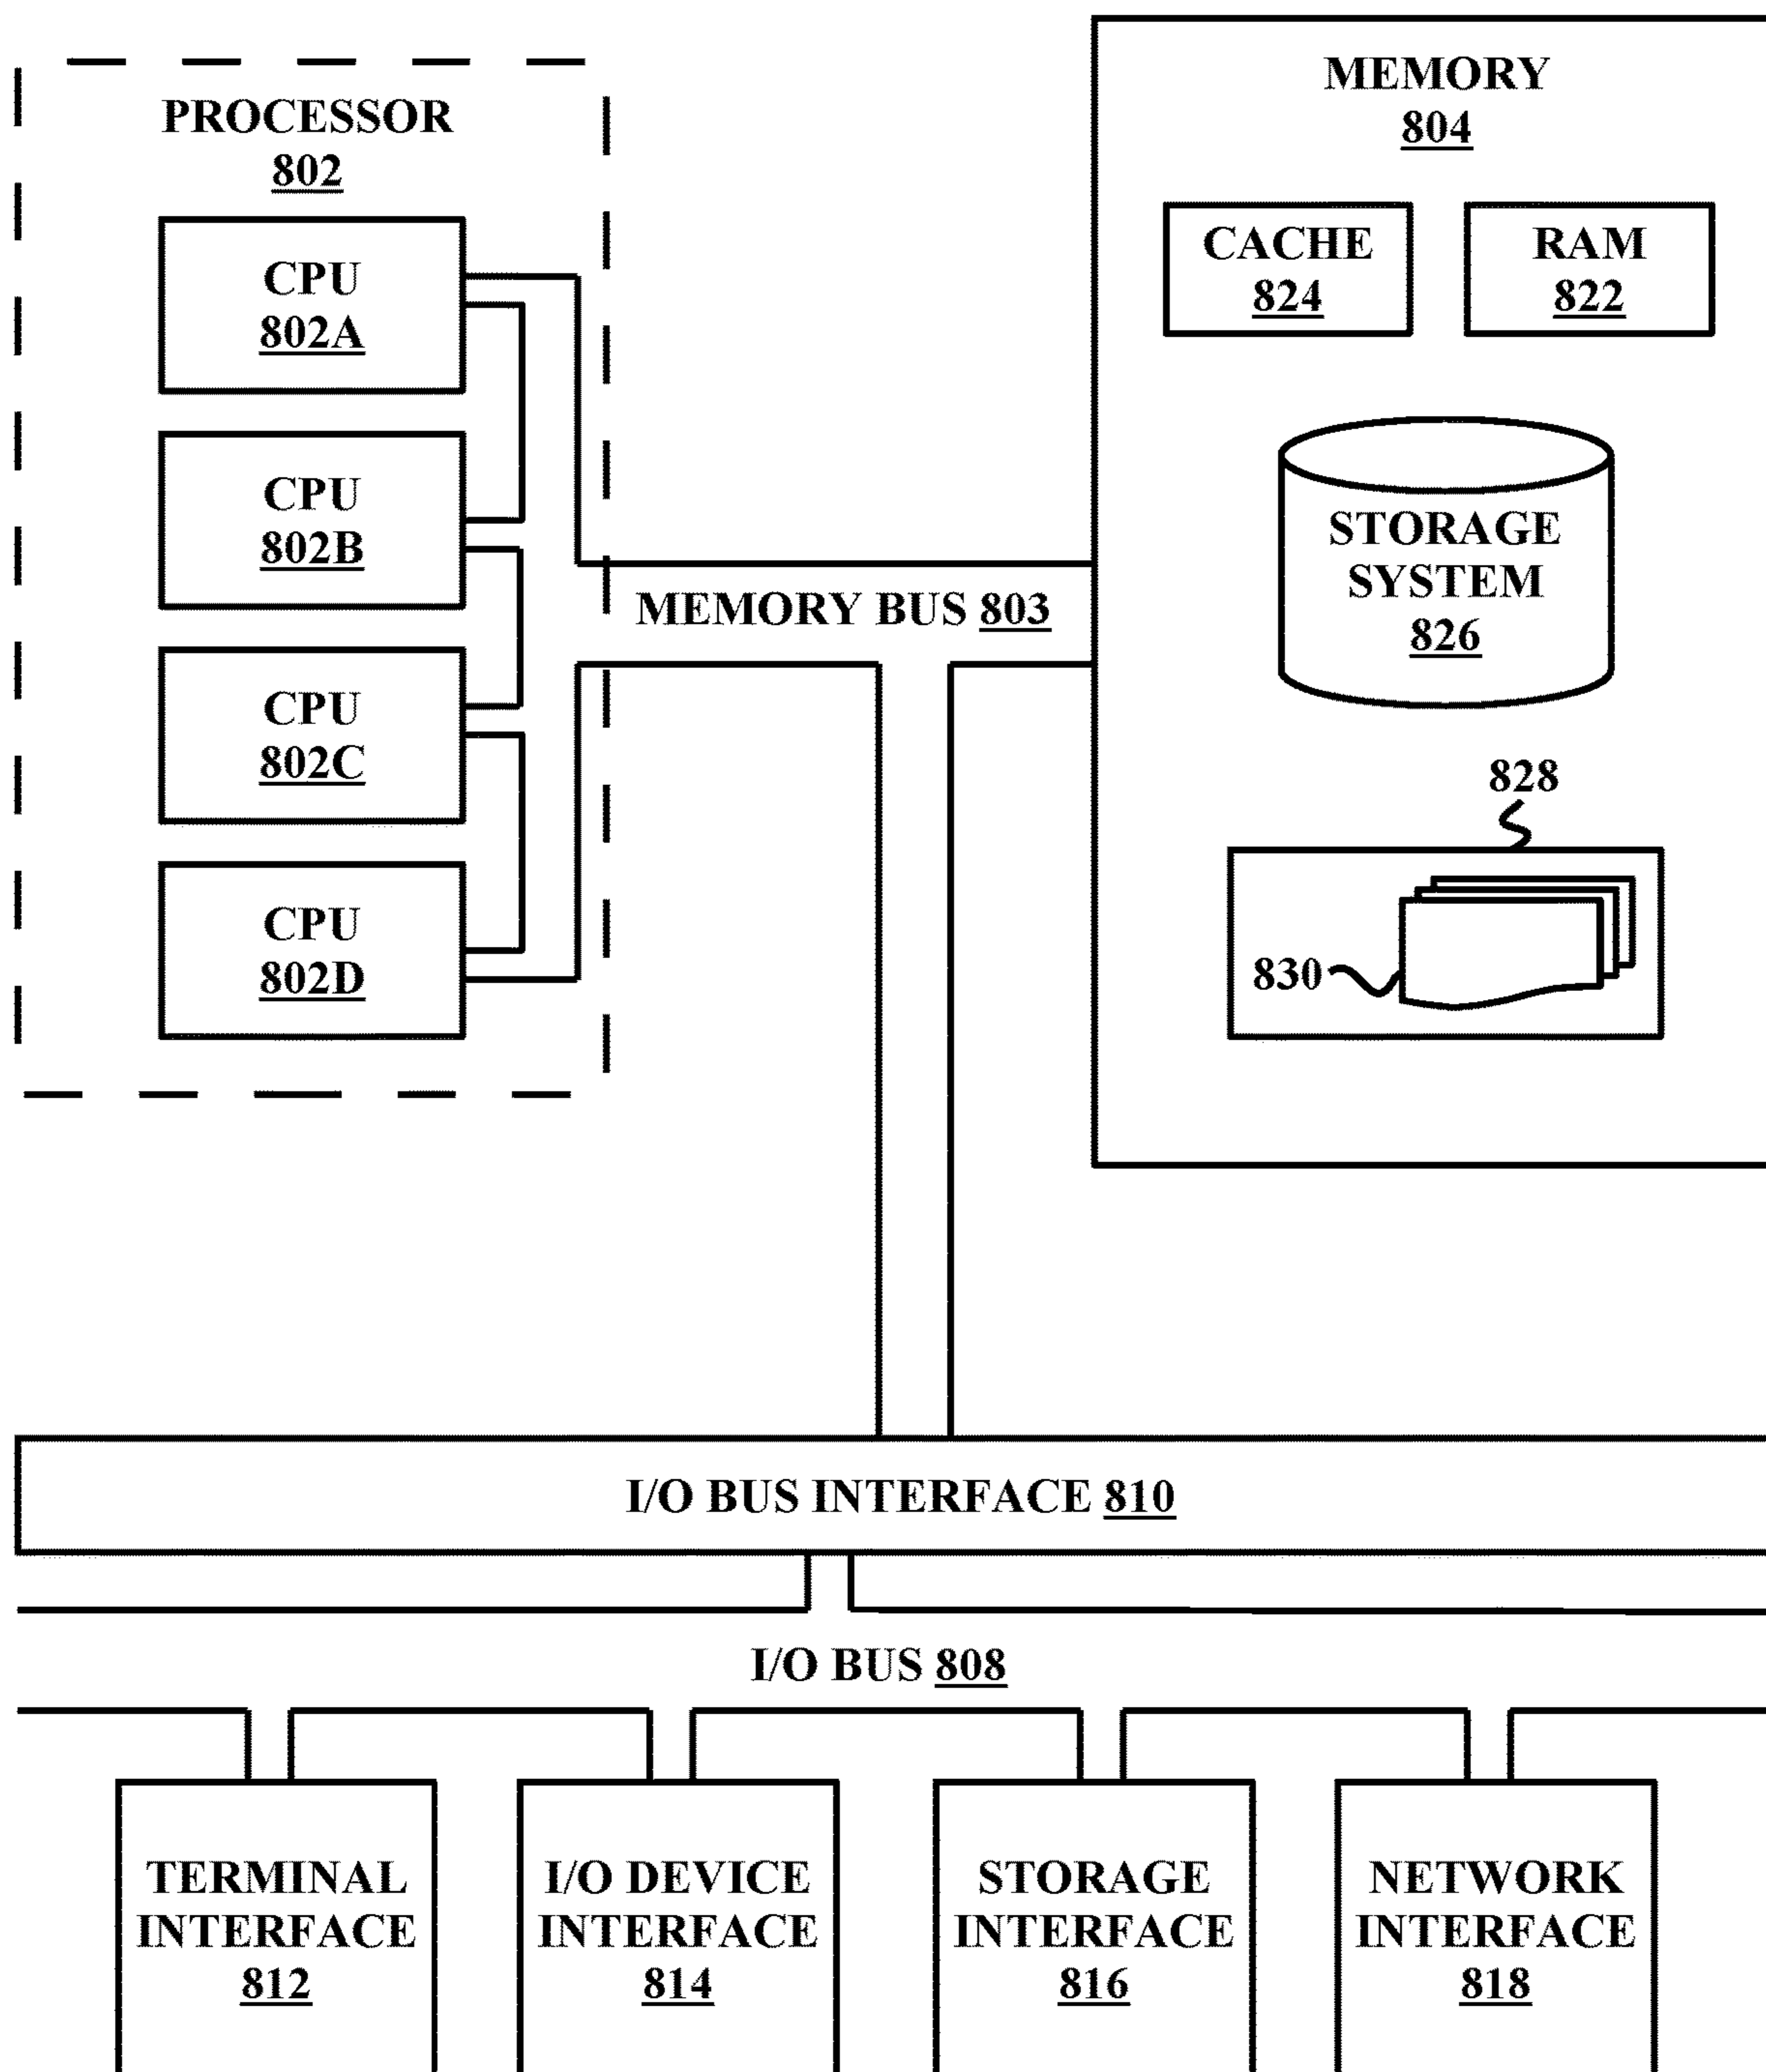 PROCESSOR
802
CPU
802A
CPU
802B
CPU
802C
CPU
802D
MEMORY BUS 803
MEMORY
804
CACHE
824
RAM
822
STORAGE
SYSTEM
826
828
830
I/O BUS INTERFACE 810
I/O BUS 808
TERMINAL
INTERFACE
812
I/O DEVICE
INTERFACE
814
STORAGE
INTERFACE
816
NETWORK
INTERFACE
818